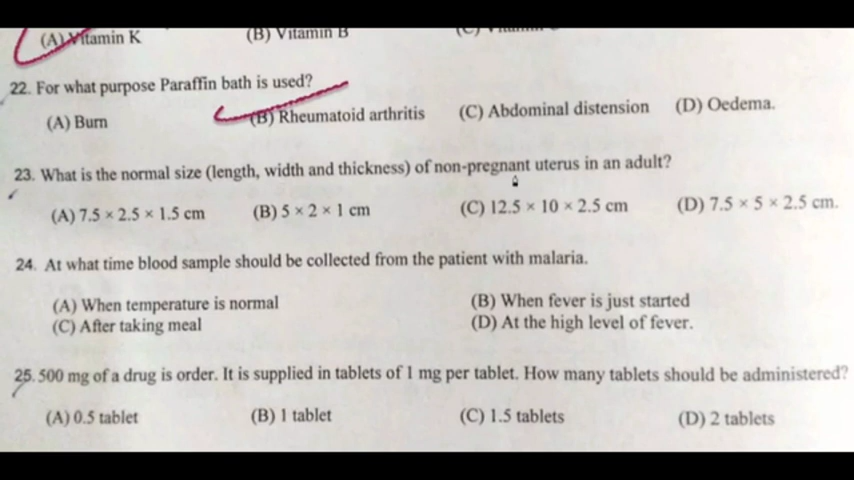 (A) Vitamin K (B) Vitamin B (C)
22. For what purpose Paraffin bath is used?
(A) Burn (B) Rheumatoid arthritis (C) Abdominal distension (D) Oedema.
23. What is the normal size (length, width and thickness) of non-pregnant uterus in an adult?
(A) 7.5 × 2.5 × 1.5 cm (B) 5 × 2 × 1 cm (C) 12.5 × 10 × 2.5 cm (D) 7.5 × 5 × 2.5 cm.
24. At what time blood sample should be collected from the patient with malaria.
(A) When temperature is normal (B) When fever is just started
(C) After taking meal (D) At the high level of fever.
25. 500 mg of a drug is order. It is supplied in tablets of 1 mg per tablet. How many tablets should be administered?
(A) 0.5 tablet (B) 1 tablet (C) 1.5 tablets (D) 2 tablets